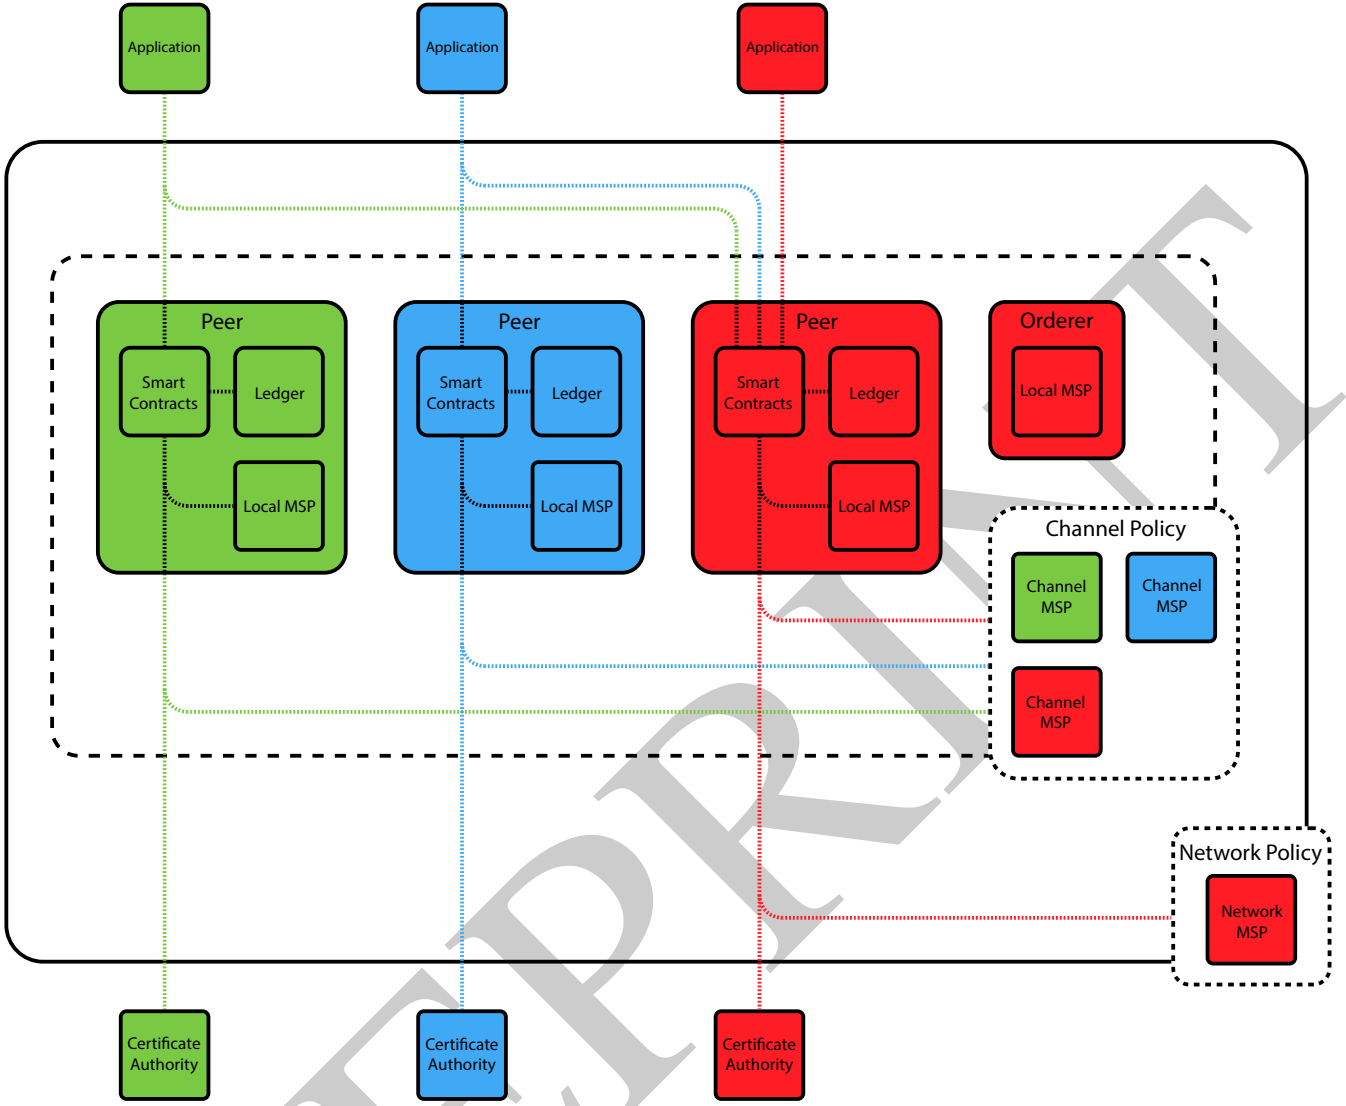 Application
Application
Application
Peer
Peer
Peer
Orderer
Smart
Contracts
Ledger
Smart
Contracts
Ledger
Smart
Contracts
Ledger
Local MSP
Local MSP
Local MSP
Local MSP
Channel Policy
Channel
MSP
Channel
MSP
Channel
MSP
Network Policy
Network
MSP
Certificate
Authority
Certificate
Authority
Certificate
Authority
EPRINT